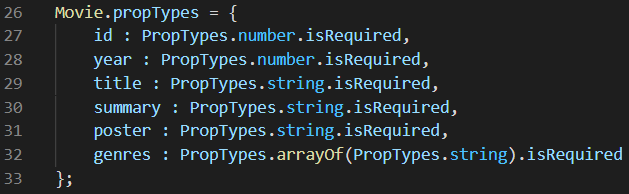 26 Movie.propTypes = {
27     id : PropTypes.number.isRequired,
28     year : PropTypes.number.isRequired,
29     title : PropTypes.string.isRequired,
30     summary : PropTypes.string.isRequired,
31     poster : PropTypes.string.isRequired,
32     genres : PropTypes.arrayOf(PropTypes.string).isRequired
33 };